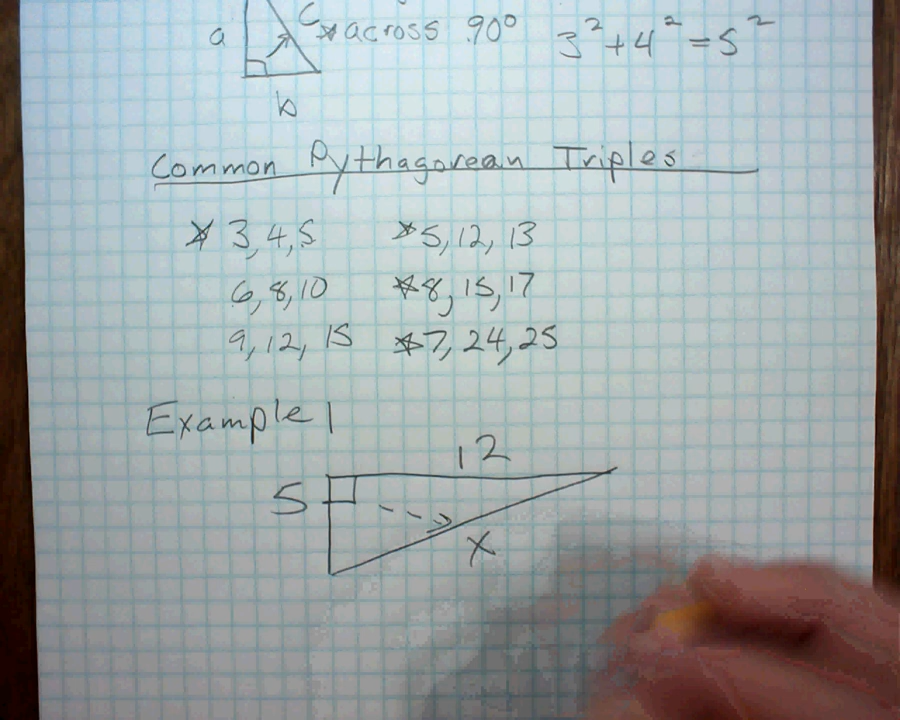 a c *across 90° 3²+4²=5²
b
Common Pythagorean Triples
* 3,4,5 *5,12,13
6,8,10 *8,15,17
9,12,15 *7,24,25
Example 1
12
5
x